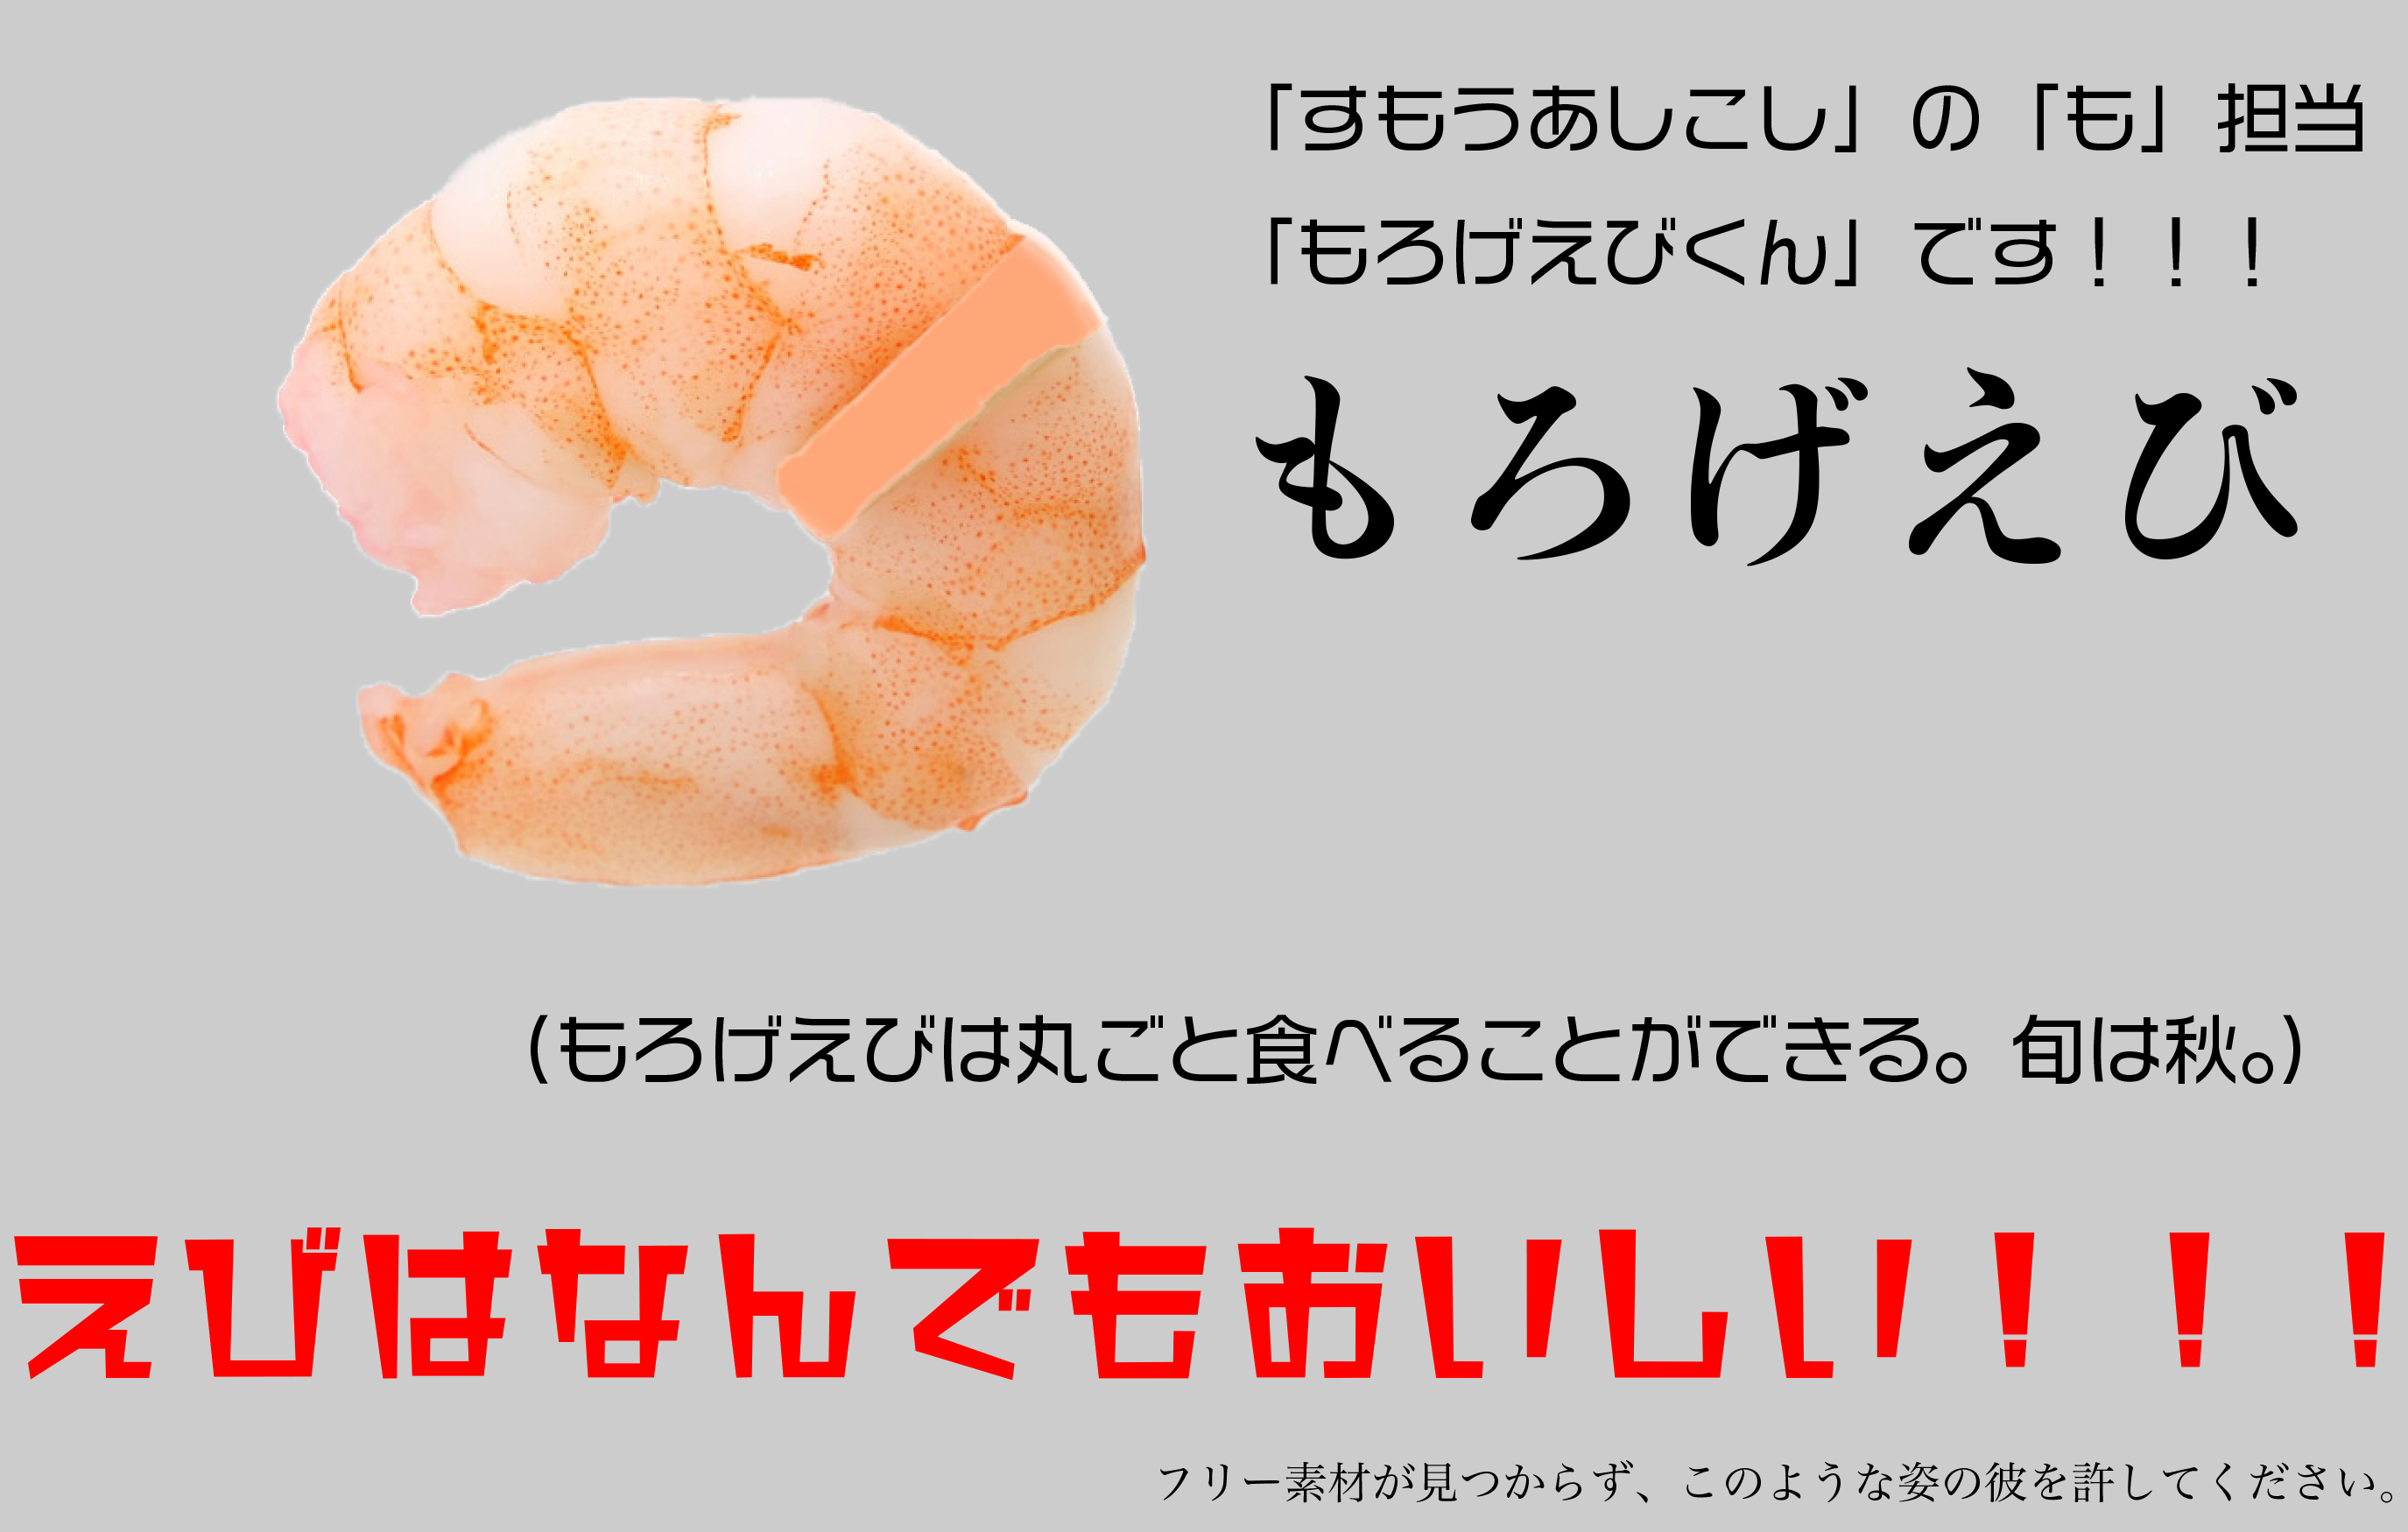 「すもうあしこし」の「も」担当
「もろげえびくん」です！！！
もろげえび
（もろげえびは丸ごと食べることができる。旬は秋。）
えびはなんでもおいしい！！！
フリー素材が見つからず、このような姿の彼を許してください。